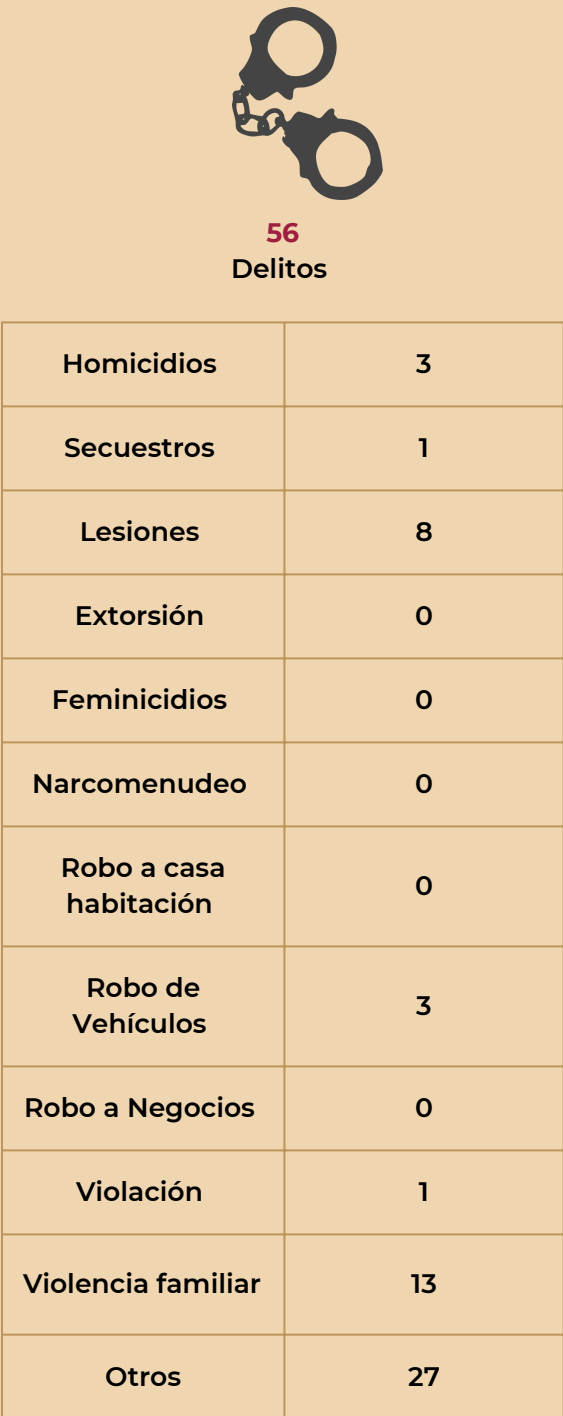 56
Delitos
Homicidios 3
Secuestros 1
Lesiones 8
Extorsión 0
Feminicidios 0
Narcomenudeo 0
Robo a casa
habitación 0
Robo de
Vehículos 3
Robo a Negocios 0
Violación 1
Violencia familiar 13
Otros 27